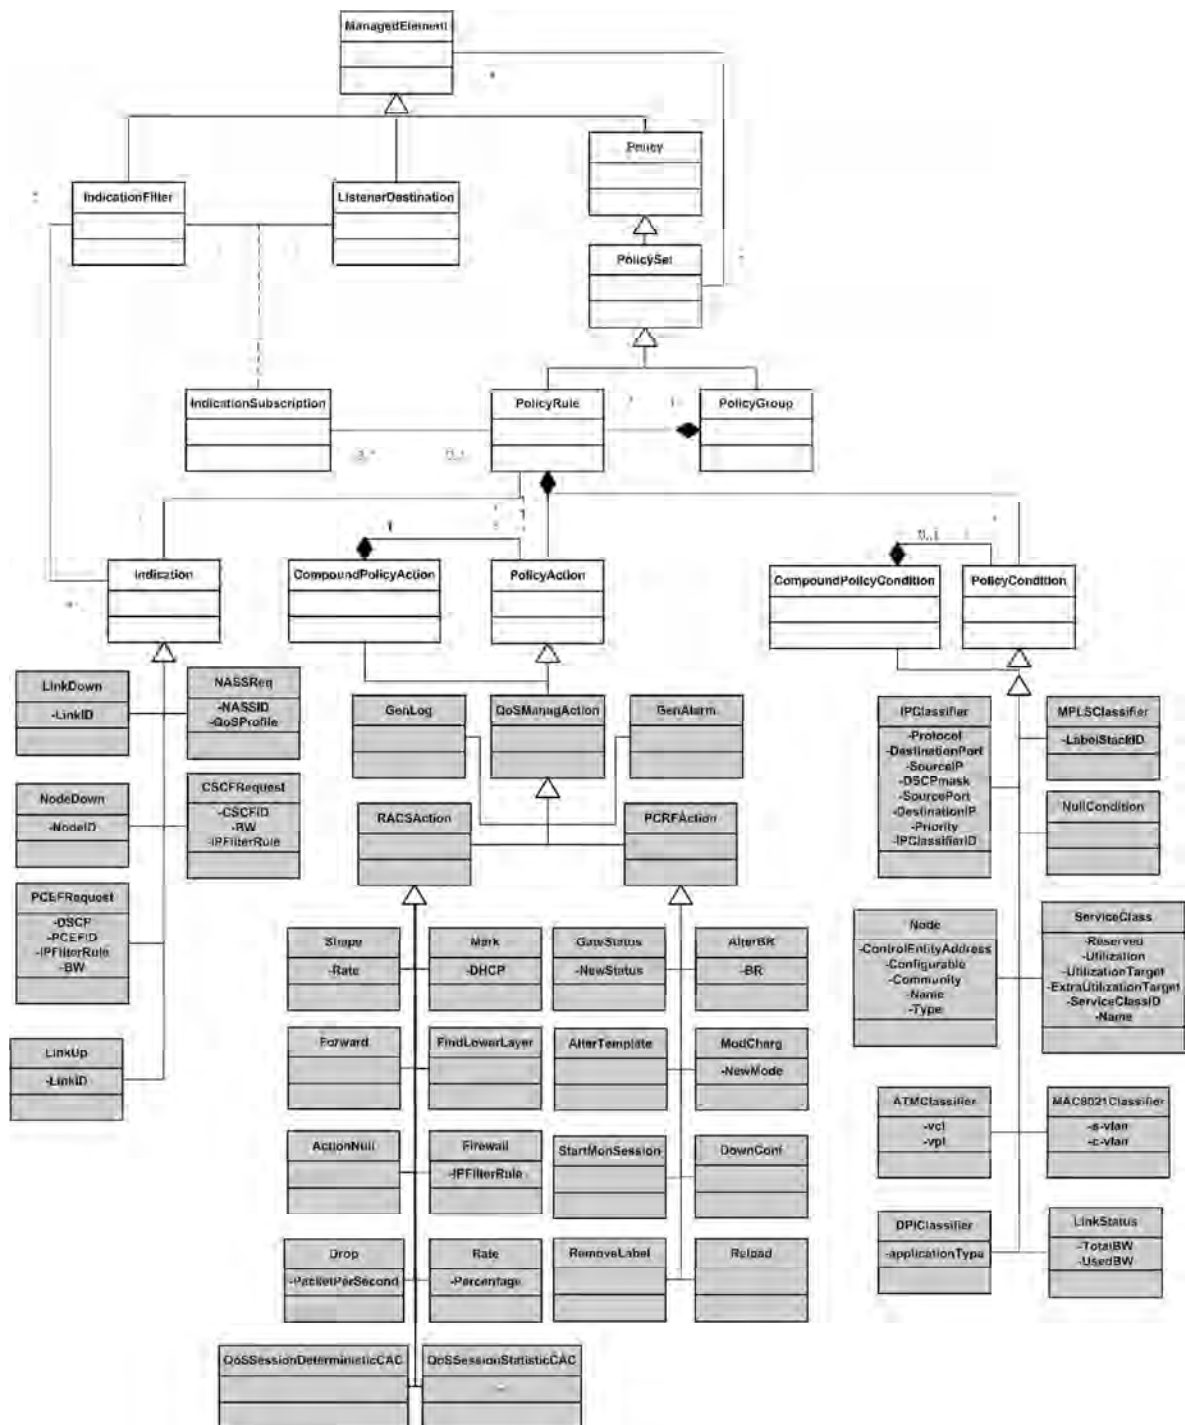 ManagedElement
*
Policy
IndicationFilter
ListenerDestination
PolicySet
IndicationSubscription
PolicyRule
PolicyGroup
1
0..1
Indication
CompoundPolicyAction
PolicyAction
CompoundPolicyCondition
PolicyCondition
LinkDown
-LinkID
NASSReq
-NASSID
-QoSProfile
GenLog
QoSManagAction
GenAlarm
IPClassifier
-Protocol
-DestinationPort
-SourceIP
-DSCPmask
-SourcePort
-DestinationIP
-Priority
-IPClassifierID
MPLSClassifier
-LabelStackID
NodeDown
-NodeID
CSCFRequest
-CSCFID
-BW
-IPFilterRule
RACSAction
PCRFAction
NullCondition
PCEFRequest
-DSCP
-PCEFID
-IPFilterRule
-BW
Node
-ControlEntityAddress
-Configurable
-Community
-Name
-Type
ServiceClass
-Reserved
-Utilization
-UtilizationTarget
-ExtraUtilizationTarget
-ServiceClassID
-Name
Shape
-Rate
Mark
-DHCP
GateStatus
-NewStatus
AlterBR
-BR
LinkUp
-LinkID
Forward
FindLowerLayer
AlterTemplate
ModCharg
-NewMode
ATMClassifier
-vci
-vpi
MAC8021Classifier
-s-vlan
-c-vlan
ActionNull
Firewall
-IPFilterRule
StartMonSession
DownConf
DPIClassifier
-applicationType
LinkStatus
-TotalBW
-UsedBW
Drop
-PacketPerSecond
Rate
-Percentage
RemoveLabel
Reload
QoSSessionDeterministicCAC
QoSSessionStatisticCAC